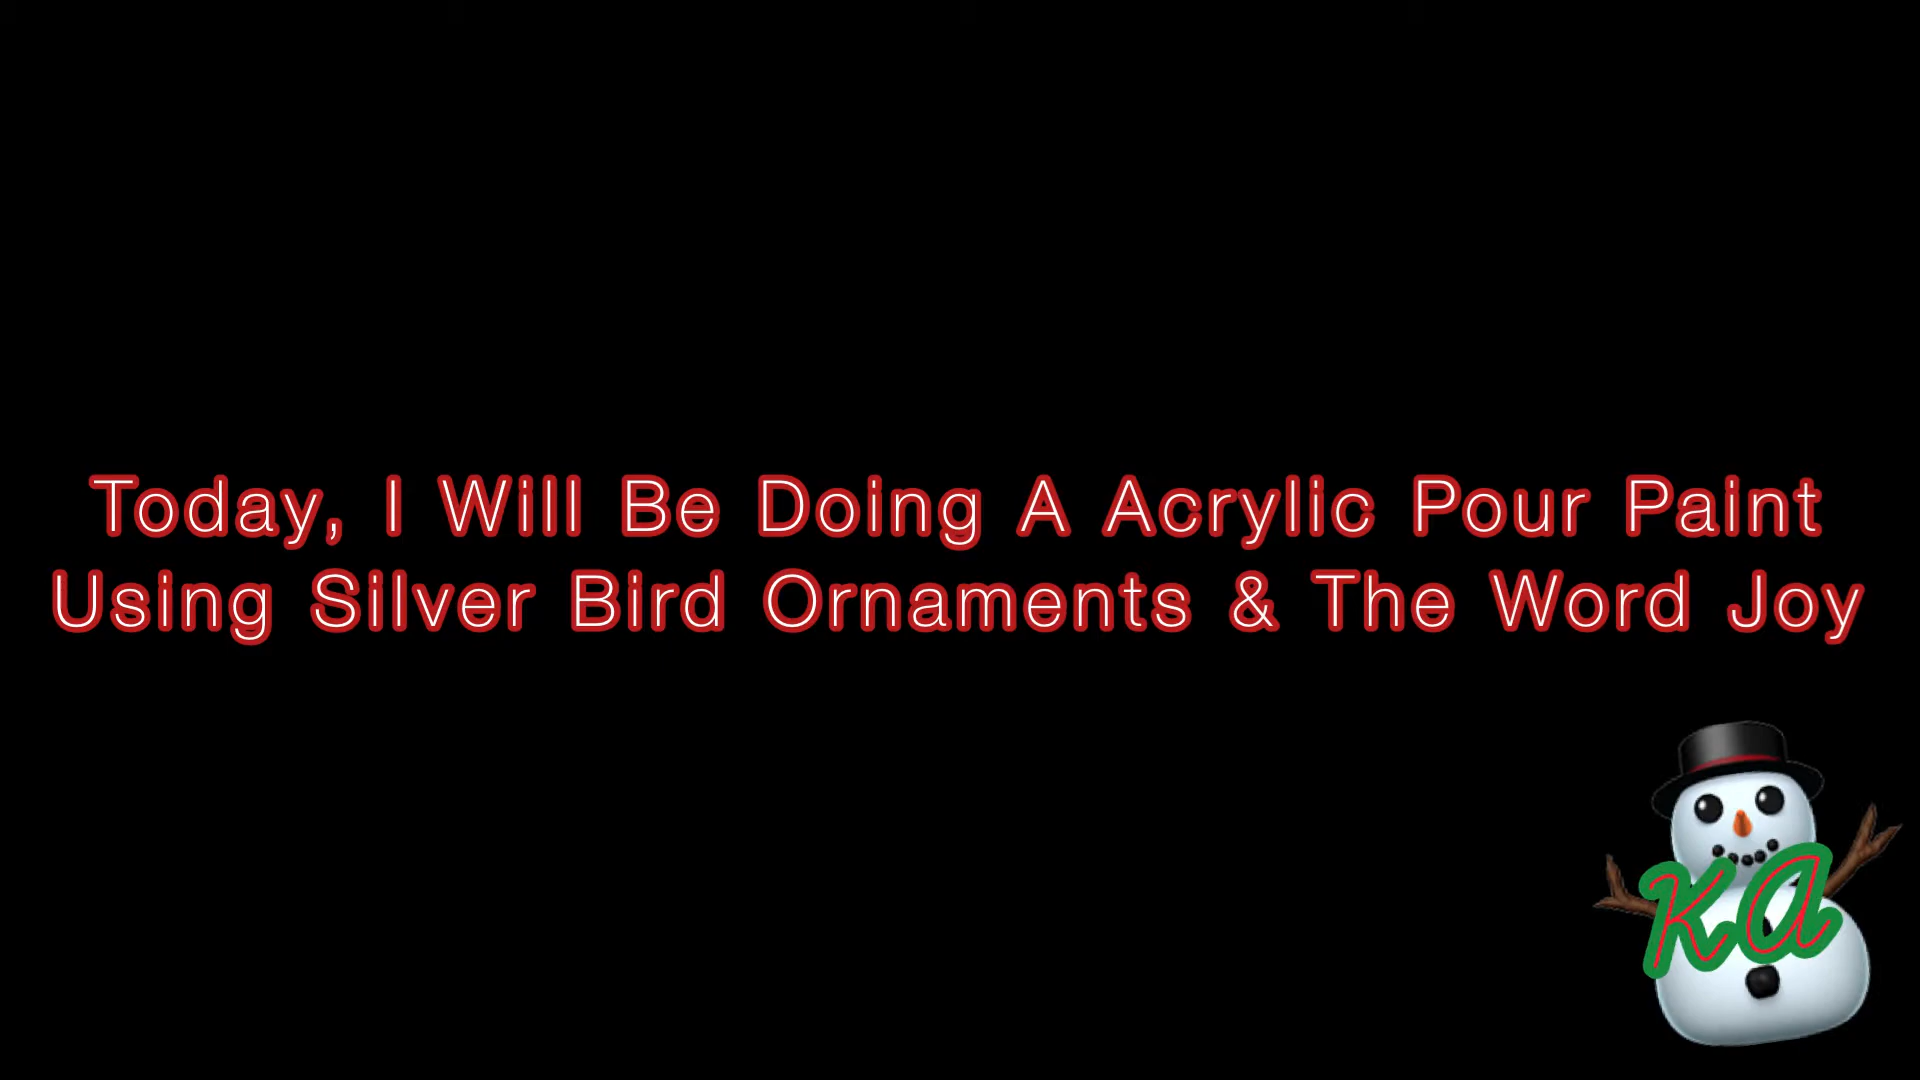 Today, I Will Be Doing A Acrylic Pour Paint
Using Silver Bird Ornaments & The Word Joy
KA